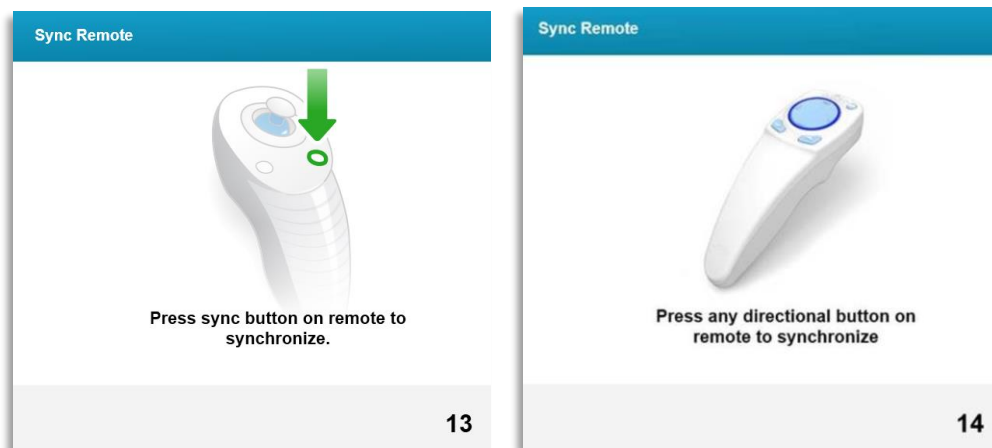 Sync Remote
Press sync button on remote to
synchronize.
13
Sync Remote
Press any directional button on
remote to synchronize
14